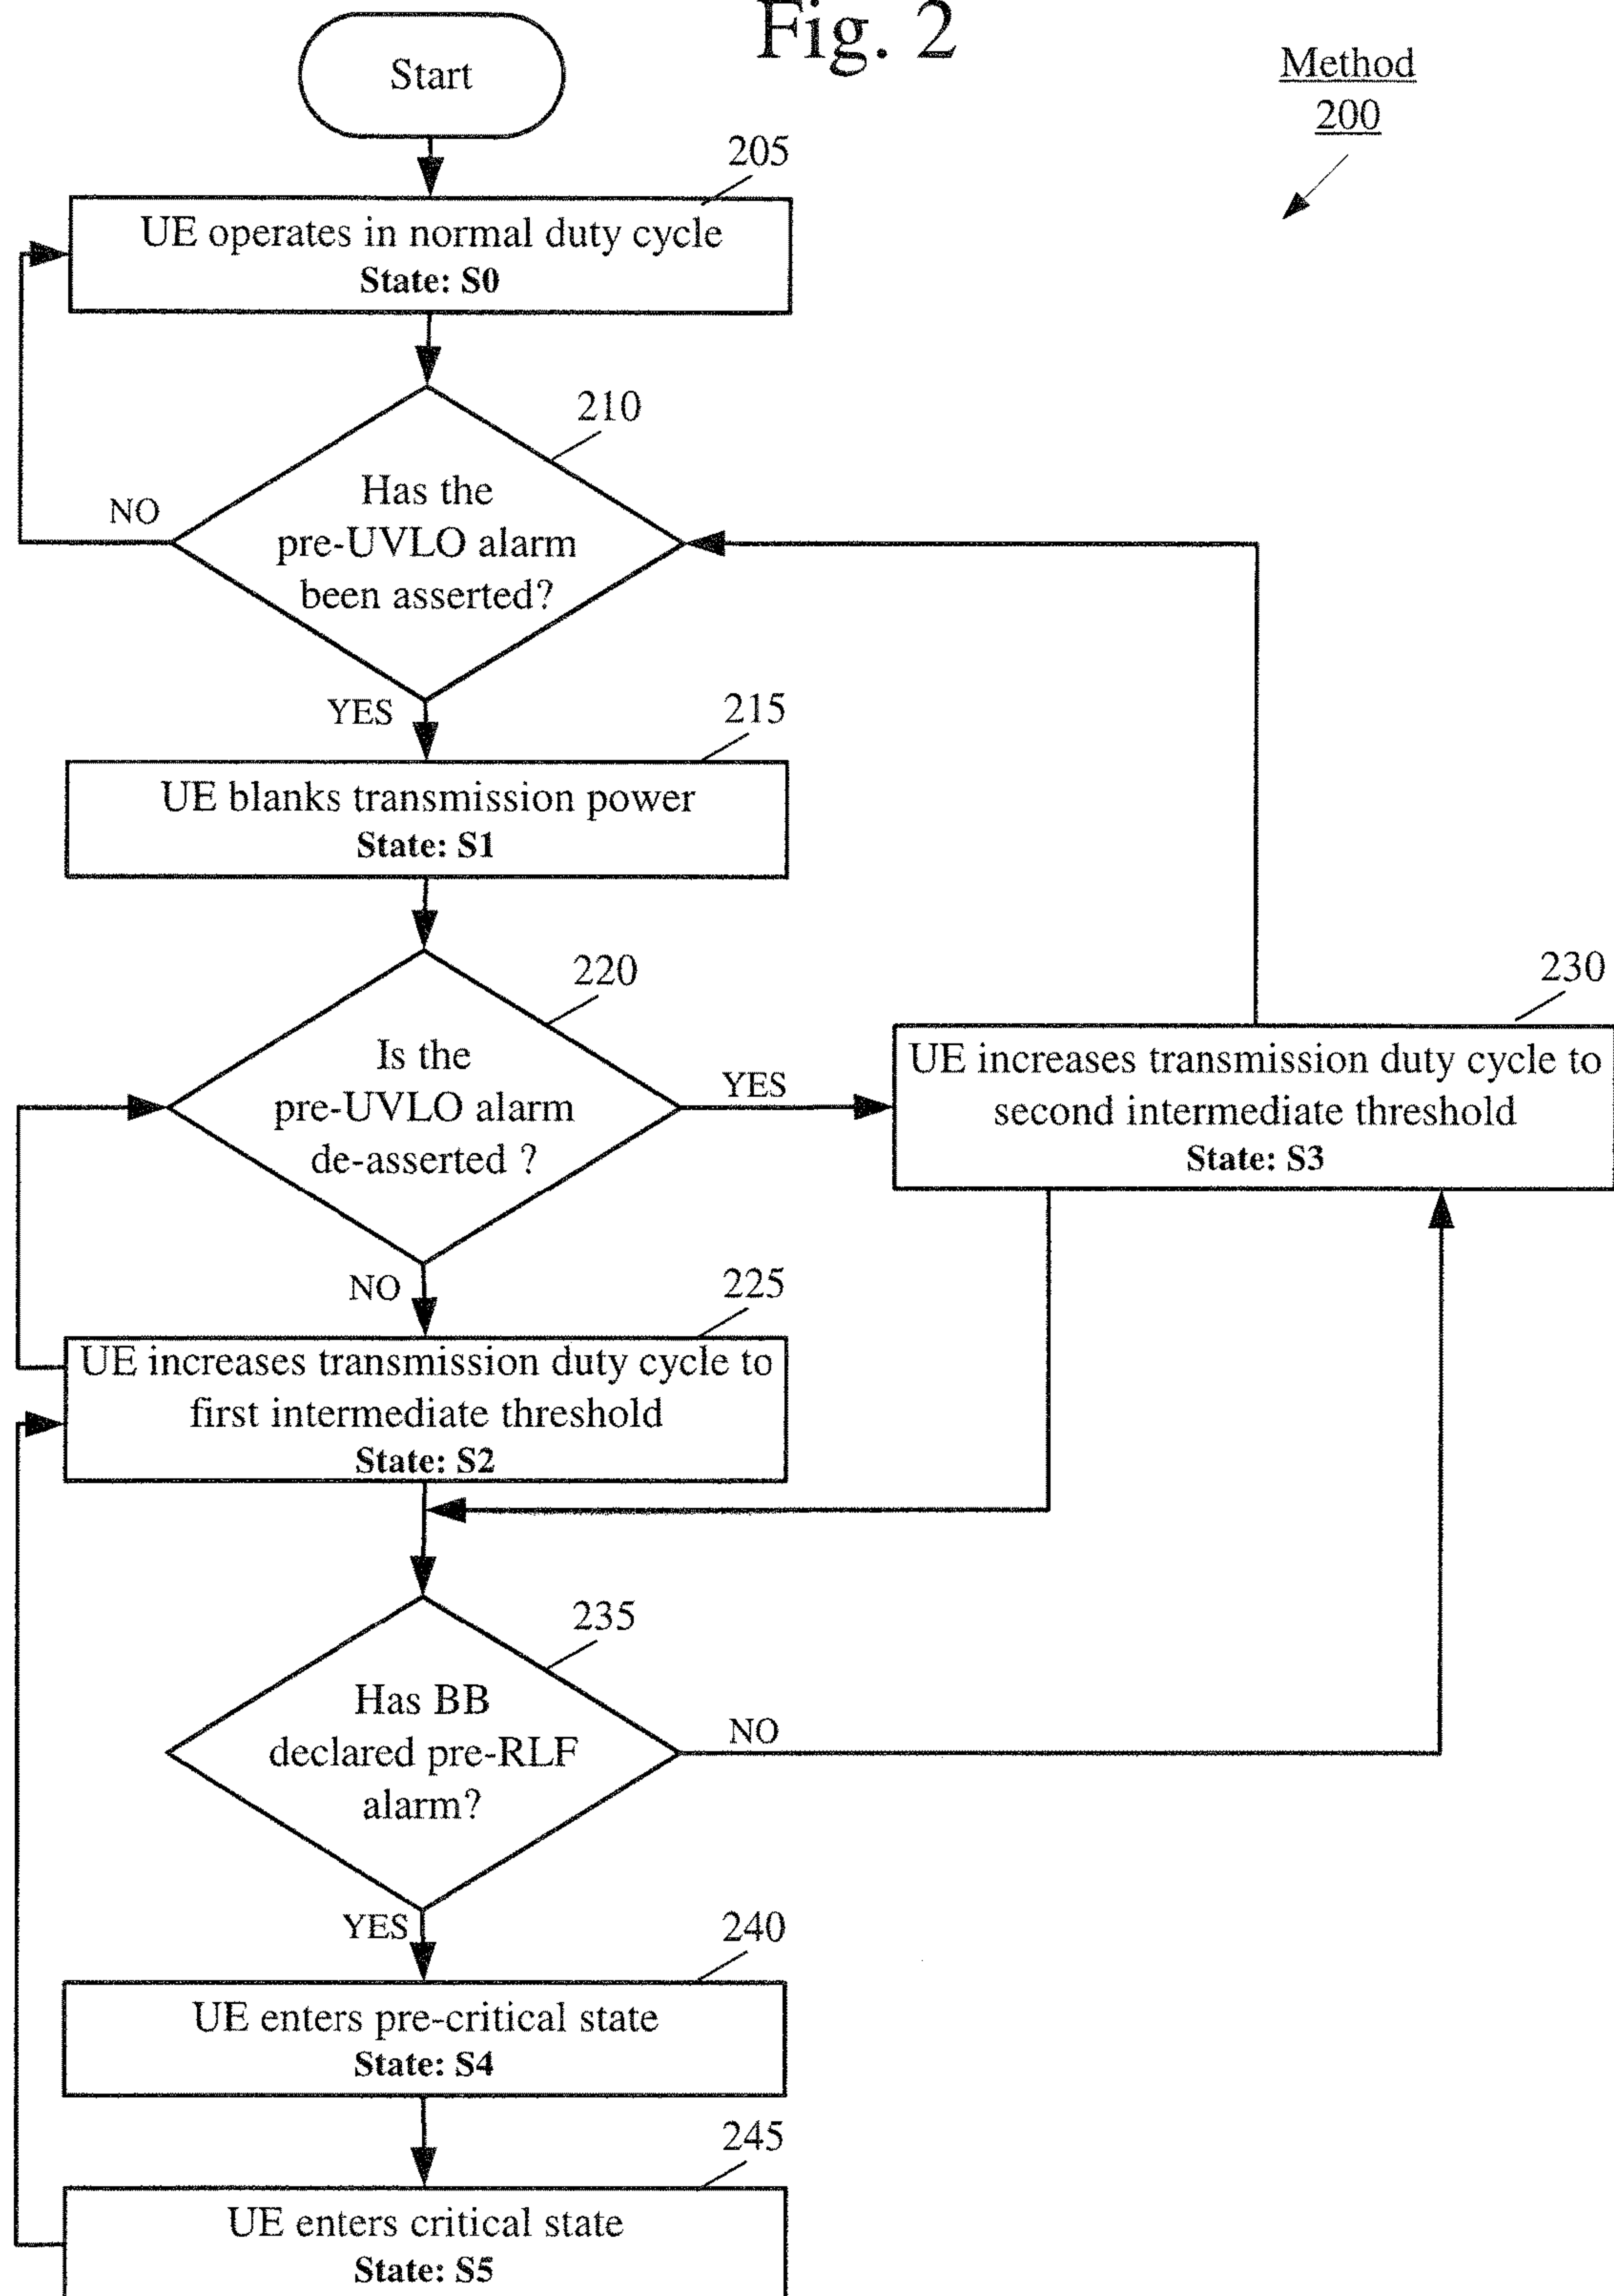 Fig. 2
Method
200
Start
205
UE operates in normal duty cycle
State: S0
210
Has the
pre-UVLO alarm
been asserted?
NO
YES
215
UE blanks transmission power
State: S1
220
Is the
pre-UVLO alarm
de-asserted ?
YES
230
UE increases transmission duty cycle to
second intermediate threshold
State: S3
NO
225
UE increases transmission duty cycle to
first intermediate threshold
State: S2
235
Has BB
declared pre-RLF
alarm?
NO
YES
240
UE enters pre-critical state
State: S4
245
UE enters critical state
State: S5